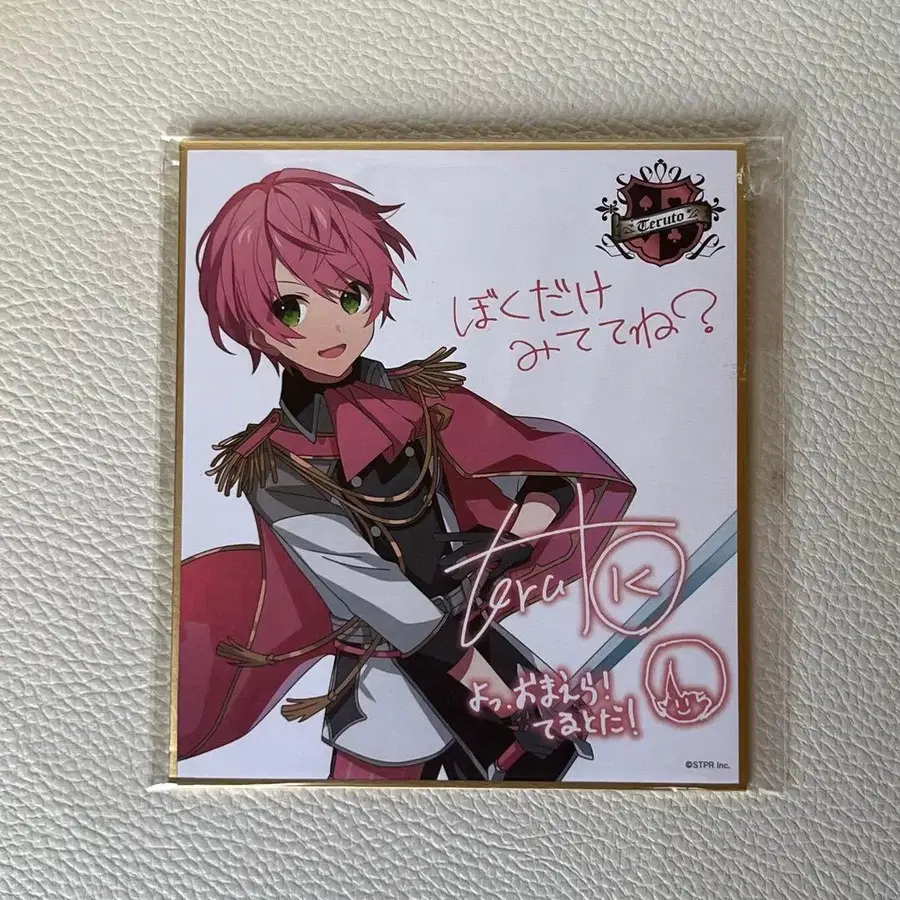 Teruto
ぼくだけ
みててね?
terut
よっ、おまえら!
てるとだ!
©STPR Inc.